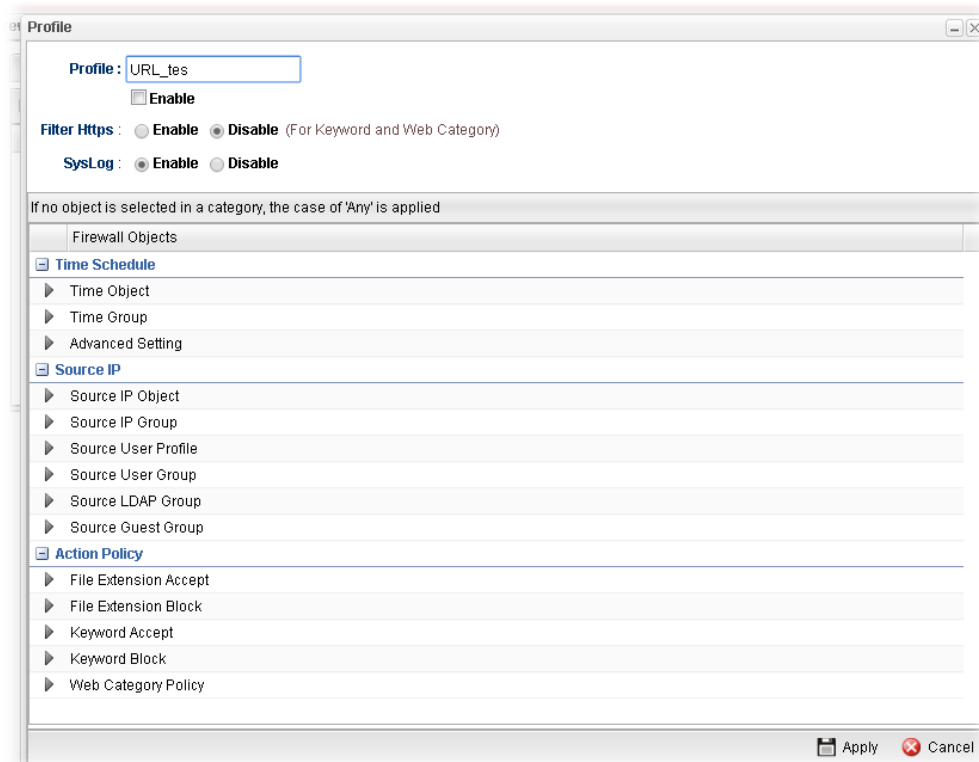 Profile
Profile : URL_tes
Enable
Filter Https : Enable Disable (For Keyword and Web Category)
SysLog : Enable Disable
If no object is selected in a category, the case of 'Any' is applied
Firewall Objects
Time Schedule
Time Object
Time Group
Advanced Setting
Source IP
Source IP Object
Source IP Group
Source User Profile
Source User Group
Source LDAP Group
Source Guest Group
Action Policy
File Extension Accept
File Extension Block
Keyword Accept
Keyword Block
Web Category Policy
Apply Cancel